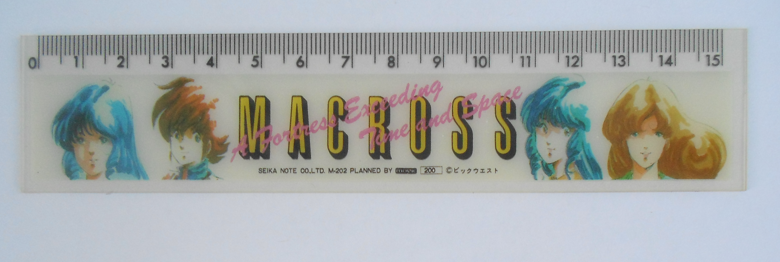 0 1 2 3 4 5 6 7 8 9 10 11 12 13 14 15
MACROSS
A Fortress Exceeding
Time and Space
SEIKA NOTE CO.,LTD. M-202 PLANNED BY 200 ©ビックウエスト